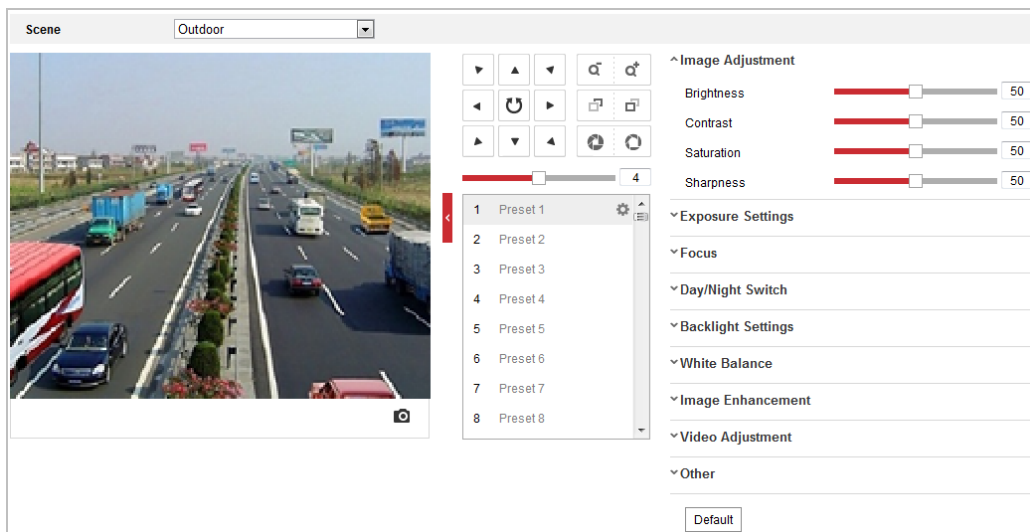 Scene
Outdoor
4
1 Preset 1
2 Preset 2
3 Preset 3
4 Preset 4
5 Preset 5
6 Preset 6
7 Preset 7
8 Preset 8
Image Adjustment
Brightness 50
Contrast 50
Saturation 50
Sharpness 50
Exposure Settings
Focus
Day/Night Switch
Backlight Settings
White Balance
Image Enhancement
Video Adjustment
Other
Default